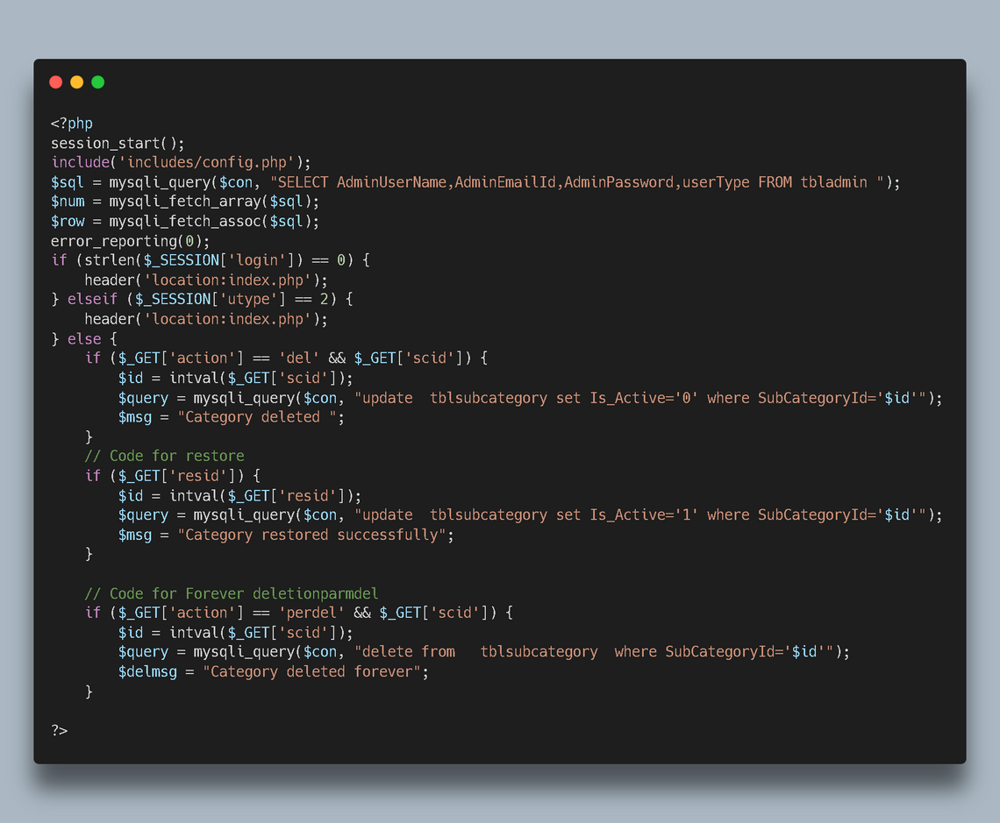 <?php
session_start();
include('includes/config.php');
$sql = mysqli_query($con, "SELECT AdminUserName,AdminEmailId,AdminPassword,userType FROM tbladmin ");
$num = mysqli_fetch_array($sql);
$row = mysqli_fetch_assoc($sql);
error_reporting(0);
if (strlen($_SESSION['login']) == 0) {
    header('location:index.php');
} elseif ($_SESSION['utype'] == 2) {
    header('location:index.php');
} else {
    if ($_GET['action'] == 'del' && $_GET['scid']) {
        $id = intval($_GET['scid']);
        $query = mysqli_query($con, "update  tblsubcategory set Is_Active='0' where SubCategoryId='$id'");
        $msg = "Category deleted ";
    }
    // Code for restore
    if ($_GET['resid']) {
        $id = intval($_GET['resid']);
        $query = mysqli_query($con, "update  tblsubcategory set Is_Active='1' where SubCategoryId='$id'");
        $msg = "Category restored successfully";
    }

    // Code for Forever deletionparmdel
    if ($_GET['action'] == 'perdel' && $_GET['scid']) {
        $id = intval($_GET['scid']);
        $query = mysqli_query($con, "delete from   tblsubcategory  where SubCategoryId='$id'");
        $delmsg = "Category deleted forever";
    }

?>